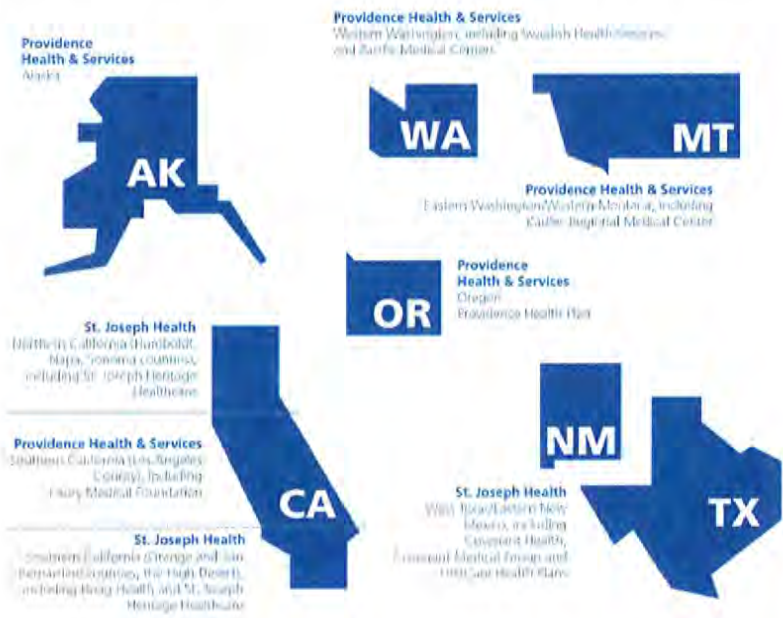 Providence Health & Services
Western Washington, including Swedish Health Services
and Pacific Medical Centers
Providence
Health & Services
Alaska
AK
WA
MT
Providence Health & Services
Eastern Washington/Western Montana, including
Kadlec Regional Medical Center
OR
Providence
Health & Services
Oregon
Providence Health Plan
St. Joseph Health
Northern California (Humboldt,
Napa, Sonoma counties),
including St. Joseph Heritage
Healthcare
Providence Health & Services
Southern California (Los Angeles
County), including
Facey Medical Foundation
CA
St. Joseph Health
Southern California (Orange and San
Bernardino counties, the High Desert),
including Hoag Health and St. Joseph
Heritage Healthcare
NM
TX
St. Joseph Health
West Texas/Eastern New
Mexico, including
Covenant Health,
Covenant Medical Group and
Health Plans